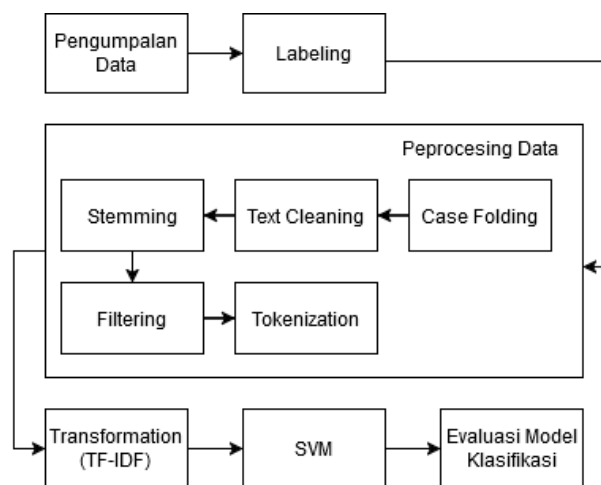 Pengumpalan
Data
Labeling
Peprocesing Data
Stemming
Text Cleaning
Case Folding
Filtering
Tokenization
Transformation
(TF-IDF)
SVM
Evaluasi Model
Klasifikasi